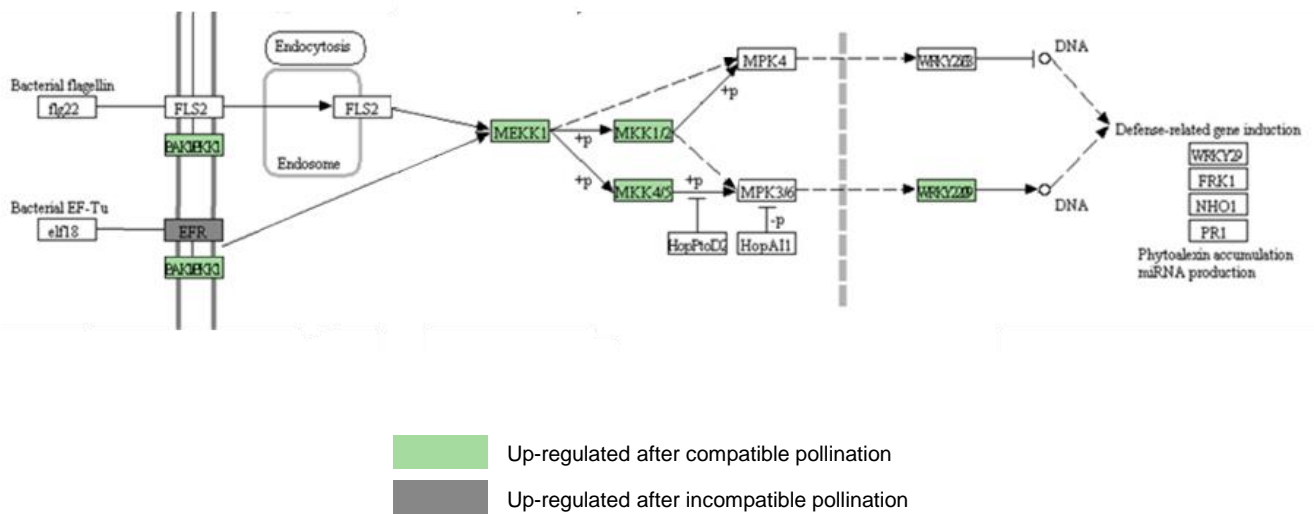 Endocytosis
DNA
MPK4
Bacterial flagellin
flg22
FLS2
FLS2
+p
MEKK1
MKK1/2
+p
Endosome
Defense-related gene induction
WRKY29
FRK1
NHO1
PR1
Phytoalexin accumulation
miRNA production
+p
+p
MKK4/5
MPK3/6
DNA
Bacterial EF-Tu
elf18
EFR
-p
HopPtoD2
HopAI1
Up-regulated after compatible pollination
Up-regulated after incompatible pollination